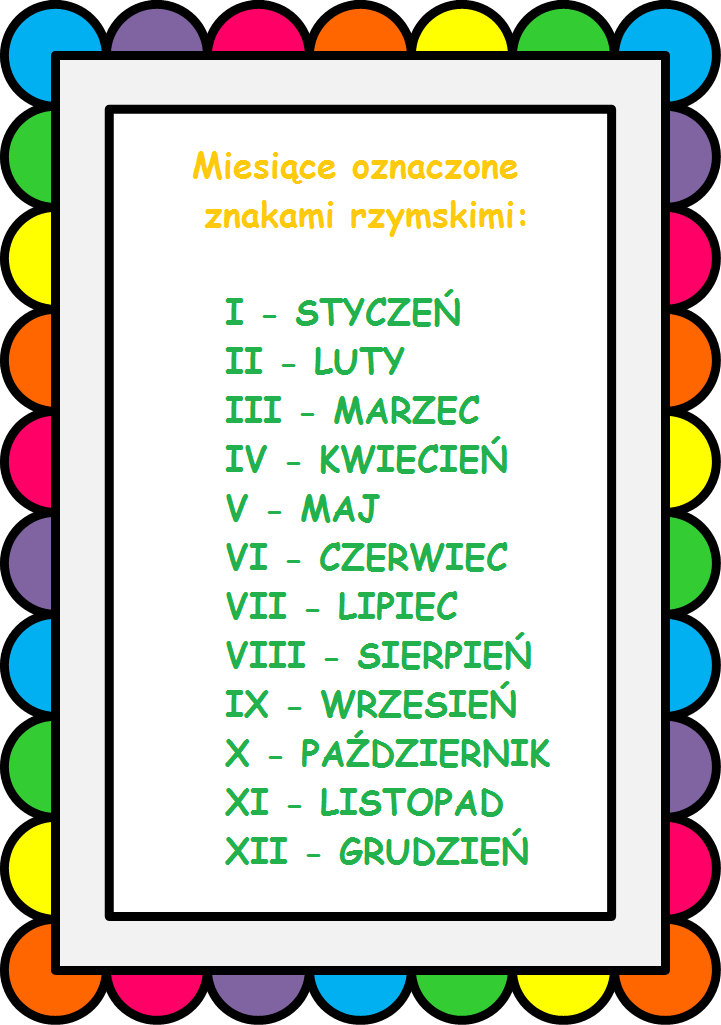 Miesiące oznaczone
znakami rzymskimi:
I - STYCZEŃ
II - LUTY
III - MARZEC
IV - KWIECIEŃ
V - MAJ
VI - CZERWIEC
VII - LIPIEC
VIII - SIERPIEŃ
IX - WRZESIEŃ
X - PAŹDZIERNIK
XI - LISTOPAD
XII - GRUDZIEŃ